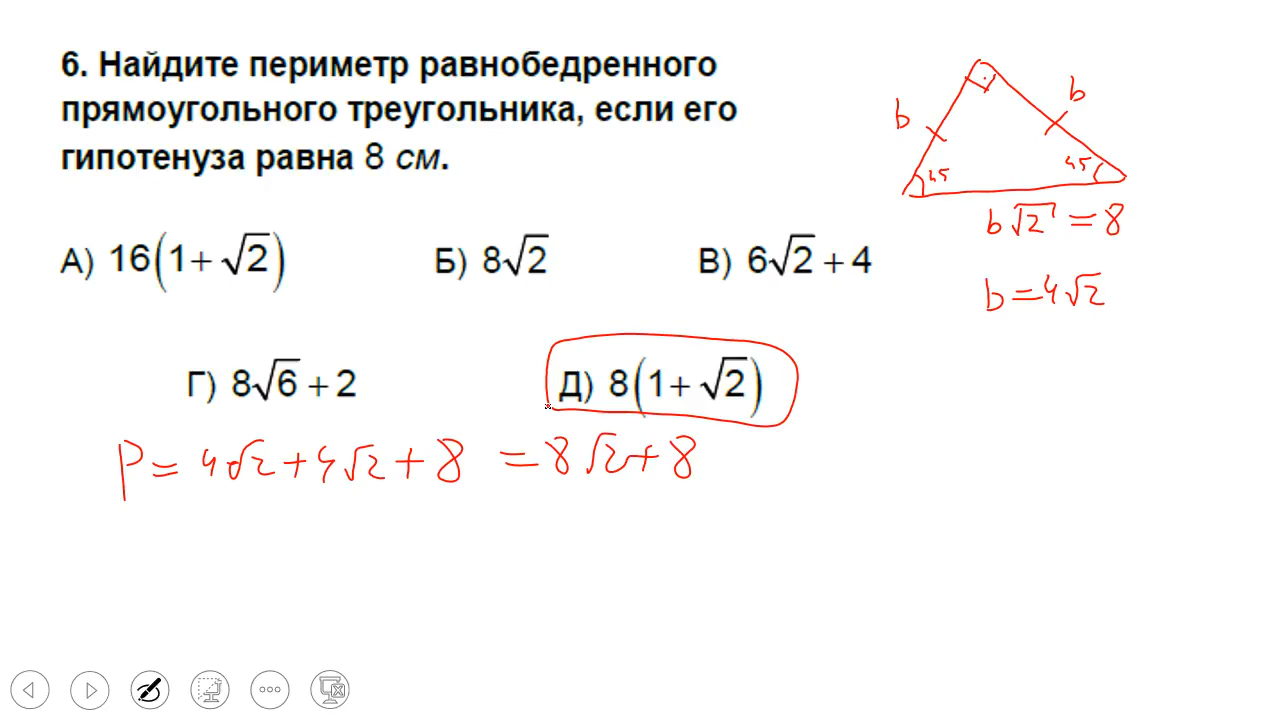 6. Найдите периметр равнобедренного
прямоугольного треугольника, если его
гипотенуза равна 8 см.
b
b
45
45
b√2 = 8
b = 4√2
А) 16(1+ √2)
Б) 8√2
В) 6√2 + 4
Г) 8√6 + 2
Д) 8(1+ √2)
P = 4√2 + 4√2 + 8 = 8√2 + 8